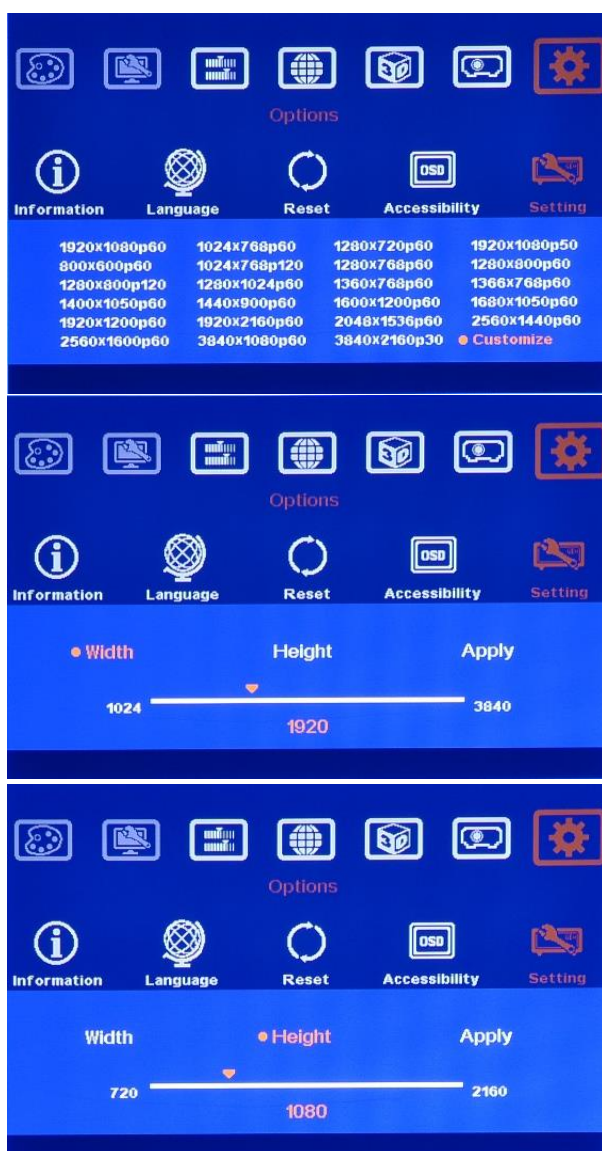 3D
Options
i
OSD
Information Language Reset Accessibility Setting
1920x1080p60 1024x768p60 1280x720p60 1920x1080p50
800x600p60 1024x768p120 1280x768p60 1280x800p60
1280x800p120 1280x1024p60 1360x768p60 1366x768p60
1400x1050p60 1440x900p60 1600x1200p60 1680x1050p60
1920x1200p60 1920x2160p60 2048x1536p60 2560x1440p60
2560x1600p60 3840x1080p60 3840x2160p30 Customize
3D
Options
i
OSD
Information Language Reset Accessibility Setting
Width Height Apply
1024 3840
1920
3D
Options
i
OSD
Information Language Reset Accessibility Setting
Width Height Apply
720 2160
1080